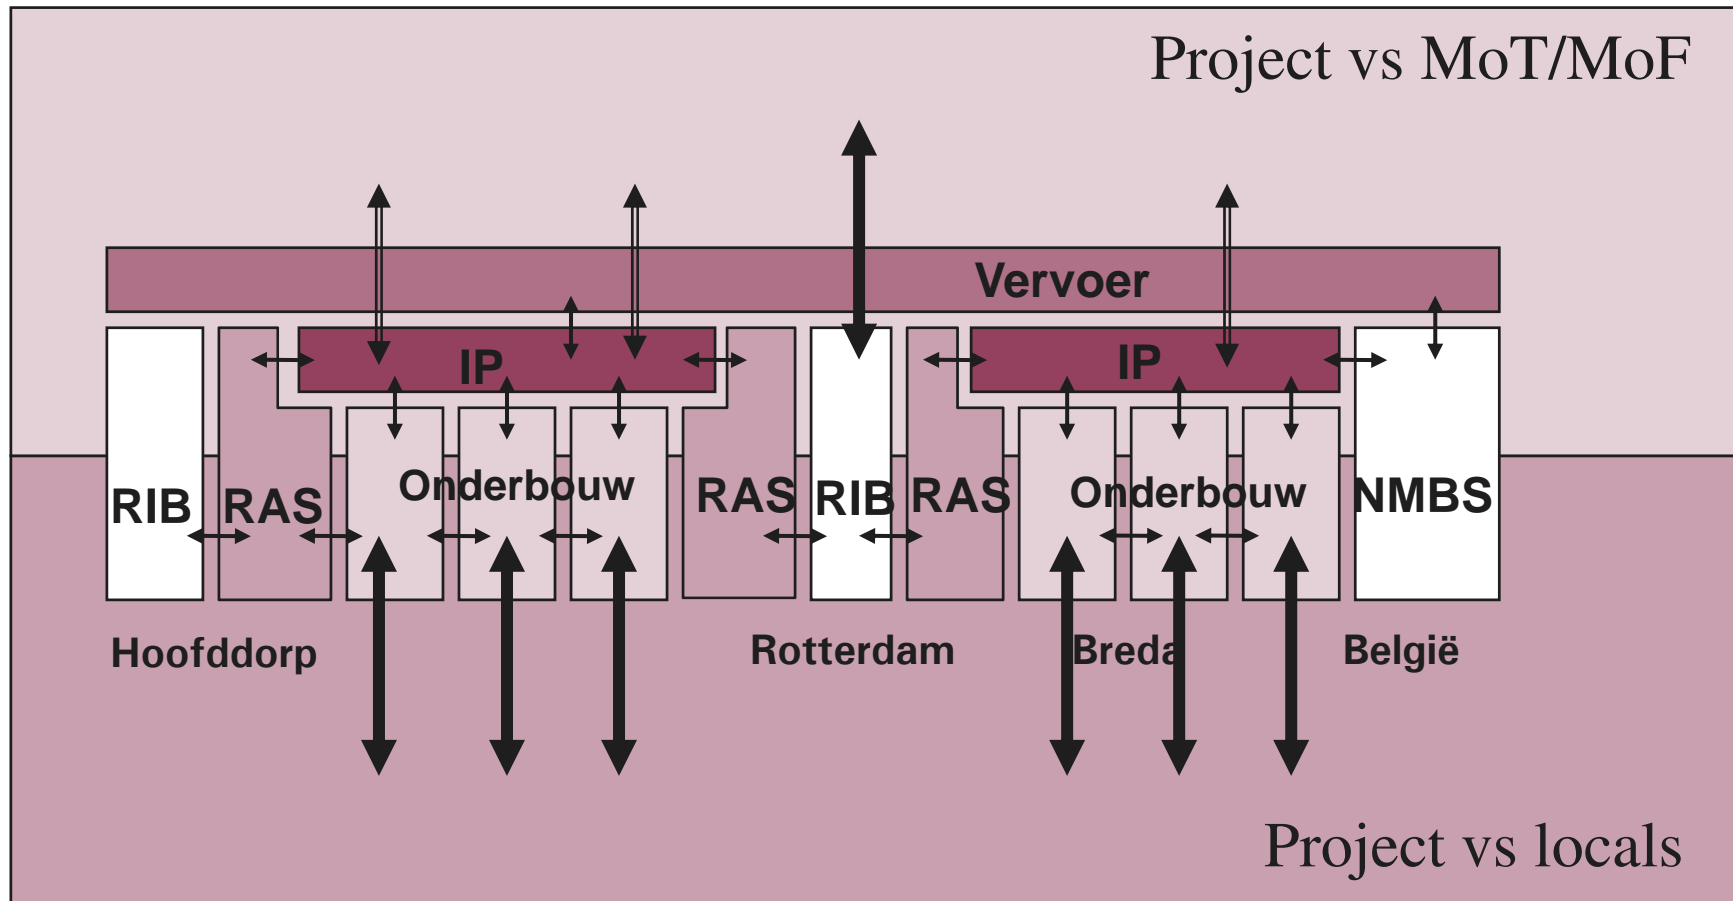 Project vs MoT/MoF
Vervoer
IP
IP
RIB
RAS
Onderbouw
RAS
RIB
RAS
Onderbouw
NMBS
Hoofddorp
Rotterdam
Breda
België
Project vs locals